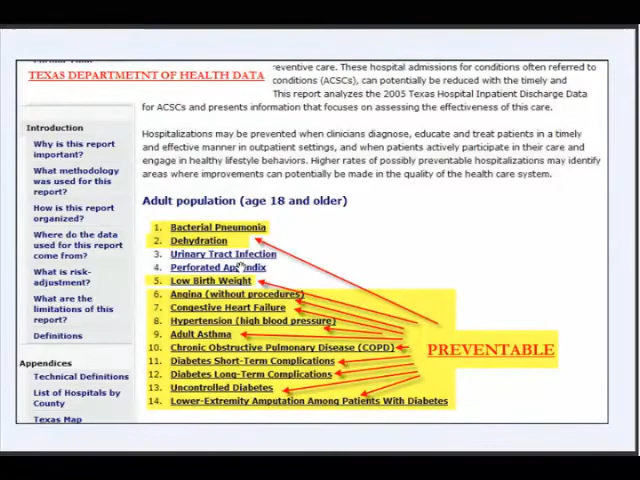 reventive care. These hospital admissions for conditions often referred to
TEXAS DEPARTMETNT OF HEALTH DATA
conditions (ACSCs), can potentially be reduced with the timely and
This report analyzes the 2005 Texas Hospital Inpatient Discharge Data
for ACSCs and presents information that focuses on assessing the effectiveness of this care.
Introduction
Why is this report
important?
What methodology
was used for this
report?
How is this report
organized?
Where do the data
used for this report
come from?
What is risk-
adjustment?
What are the
limitations of this
report?
Definitions
Appendices
Technical Definitions
List of Hospitals by
County
Texas Map
Hospitalizations may be prevented when clinicians diagnose, educate and treat patients in a timely
and effective manner in outpatient settings, and when patients actively participate in their care and
engage in healthy lifestyle behaviors. Higher rates of possibly preventable hospitalizations may identify
areas where improvements can potentially be made in the quality of the health care system.
Adult population (age 18 and older)
1. Bacterial Pneumonia
2. Dehydration
3. Urinary Tract Infection
4. Perforated Appendix
5. Low Birth Weight
6. Angina (without procedures)
7. Congestive Heart Failure
8. Hypertension (high blood pressure)
9. Adult Asthma
10. Chronic Obstructive Pulmonary Disease (COPD)
11. Diabetes Short-Term Complications
12. Diabetes Long-Term Complications
13. Uncontrolled Diabetes
14. Lower-Extremity Amputation Among Patients With Diabetes
PREVENTABLE